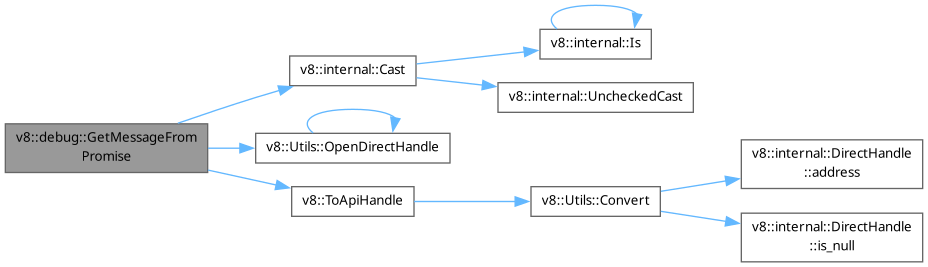 v8::internal::Is
v8::internal::Cast
v8::internal::UncheckedCast
v8::debug::GetMessageFrom
Promise
v8::Utils::OpenDirectHandle
v8::internal::DirectHandle
::address
v8::ToApiHandle
v8::Utils::Convert
v8::internal::DirectHandle
::is_null